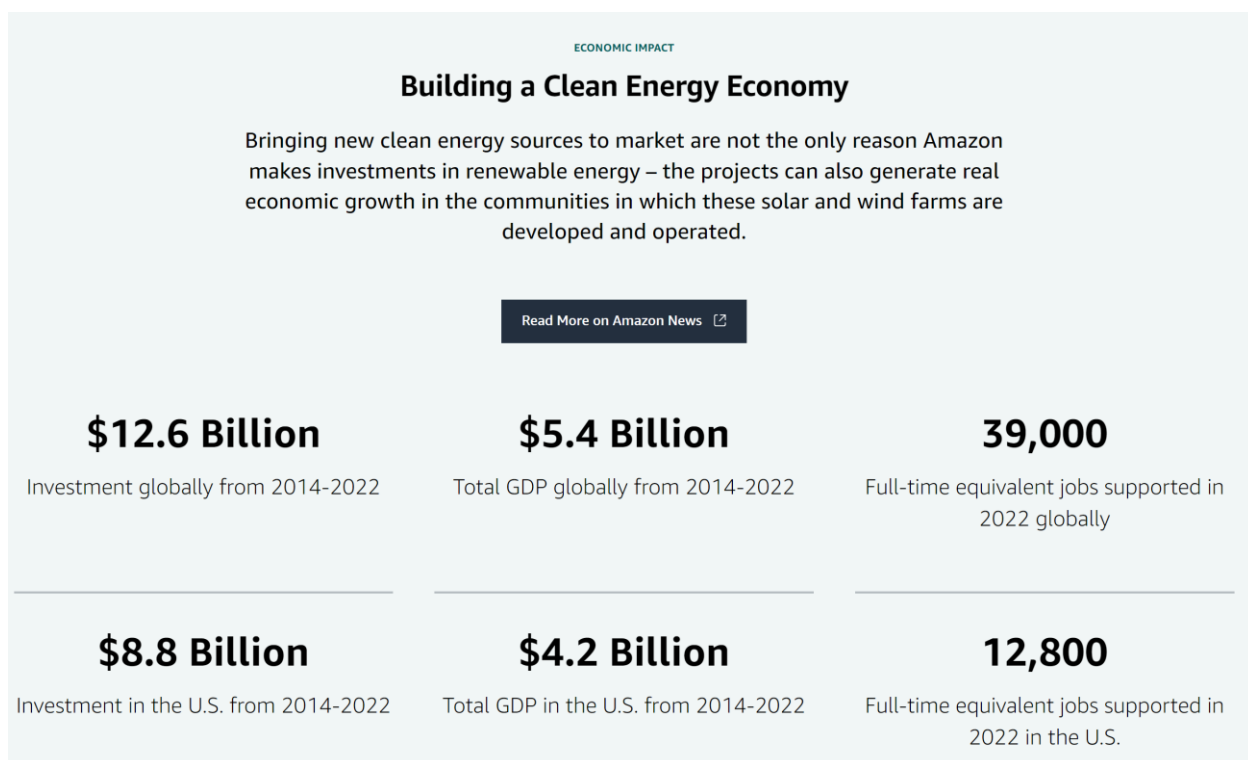 ECONOMIC IMPACT
Building a Clean Energy Economy
Bringing new clean energy sources to market are not the only reason Amazon
makes investments in renewable energy – the projects can also generate real
economic growth in the communities in which these solar and wind farms are
developed and operated.
Read More on Amazon News
$12.6 Billion
Investment globally from 2014-2022
$5.4 Billion
Total GDP globally from 2014-2022
39,000
Full-time equivalent jobs supported in
2022 globally
$8.8 Billion
Investment in the U.S. from 2014-2022
$4.2 Billion
Total GDP in the U.S. from 2014-2022
12,800
Full-time equivalent jobs supported in
2022 in the U.S.